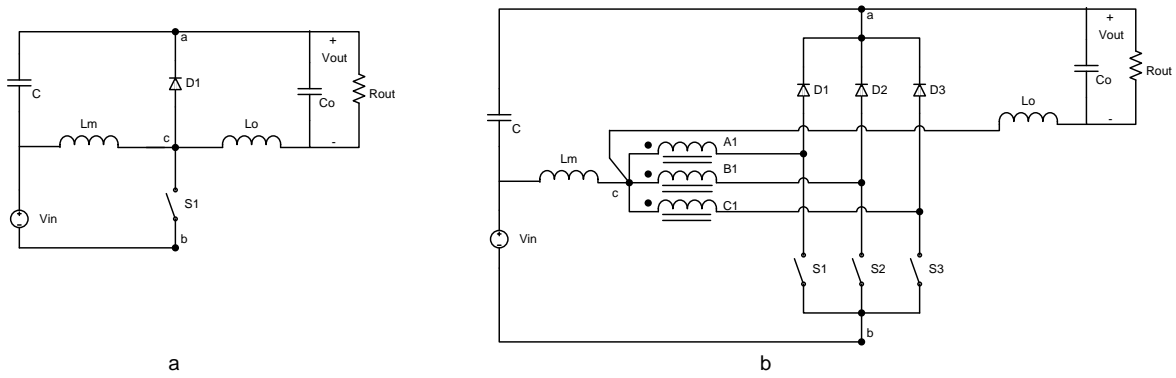 a
+
Vout
D1
C
Co
Rout
Lm
c
Lo
-
S1
Vin
b
a
a
+
Vout
D1
D2
D3
Co
Rout
C
Lo
-
A1
Lm
B1
c
C1
Vin
S1
S2
S3
b
b